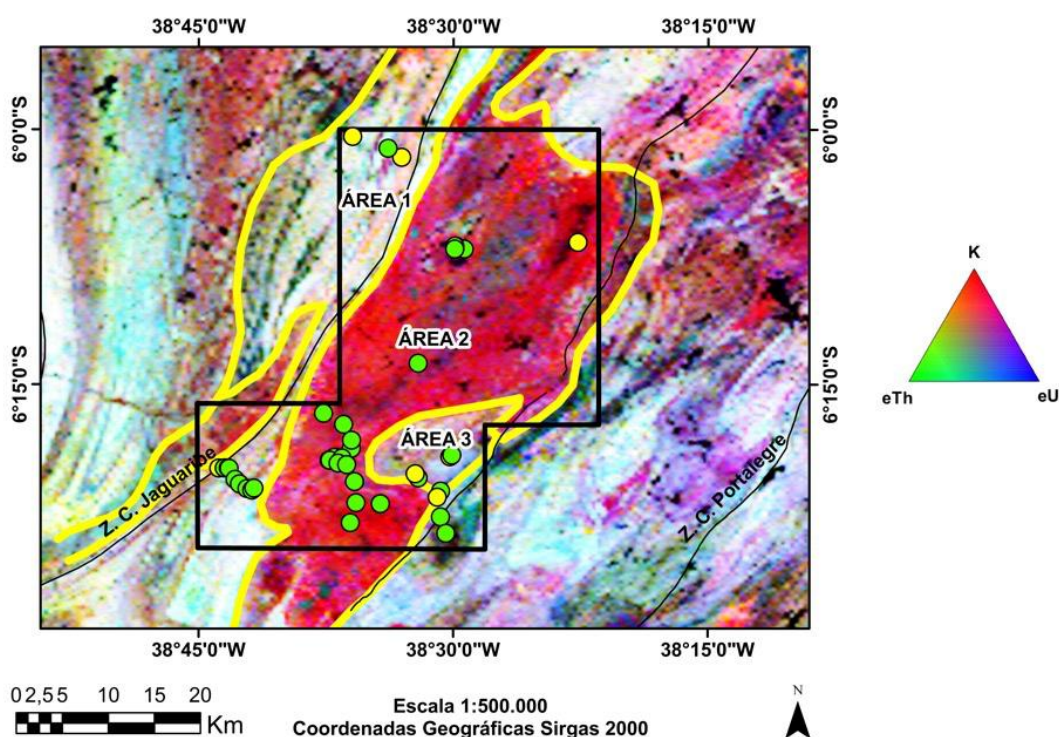 38°45'0"W 38°30'0"W 38°15'0"W
6°0'0"S 6°0'0"S
ÁREA 1
K
ÁREA 2
6°15'0"S 6°15'0"S
eTh eU
ÁREA 3
Z. C. Jaguaribe
Z. C. Portalegre
38°45'0"W 38°30'0"W 38°15'0"W
0 2,5 5 10 15 20
Km
Escala 1:500.000
Coordenadas Geográficas Sirgas 2000
N